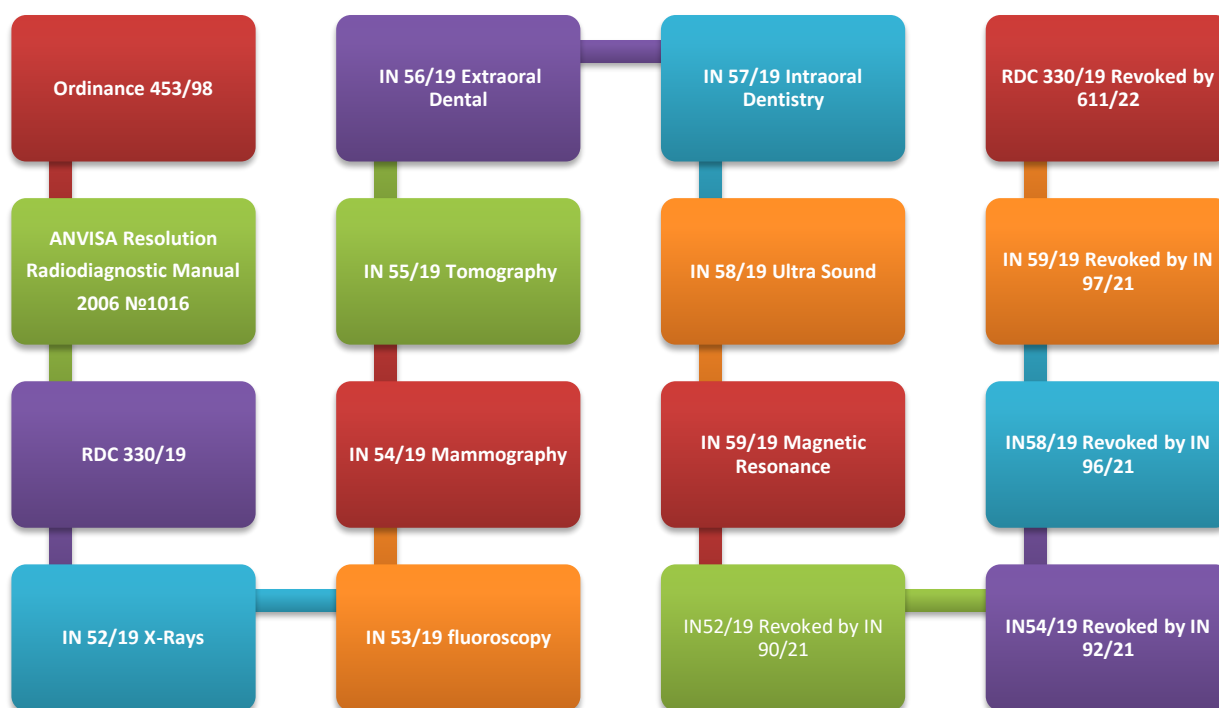 Ordinance 453/98
ANVISA Resolution
Radiodiagnostic Manual
2006 №1016
RDC 330/19
IN 52/19 X-Rays
IN 53/19 fluoroscopy
IN 54/19 Mammography
IN 55/19 Tomography
IN 56/19 Extraoral
Dental
IN 57/19 Intraoral
Dentistry
IN 58/19 Ultra Sound
IN 59/19 Magnetic
Resonance
IN52/19 Revoked by IN
90/21
IN54/19 Revoked by IN
92/21
IN58/19 Revoked by IN
96/21
IN 59/19 Revoked by IN
97/21
RDC 330/19 Revoked by
611/22